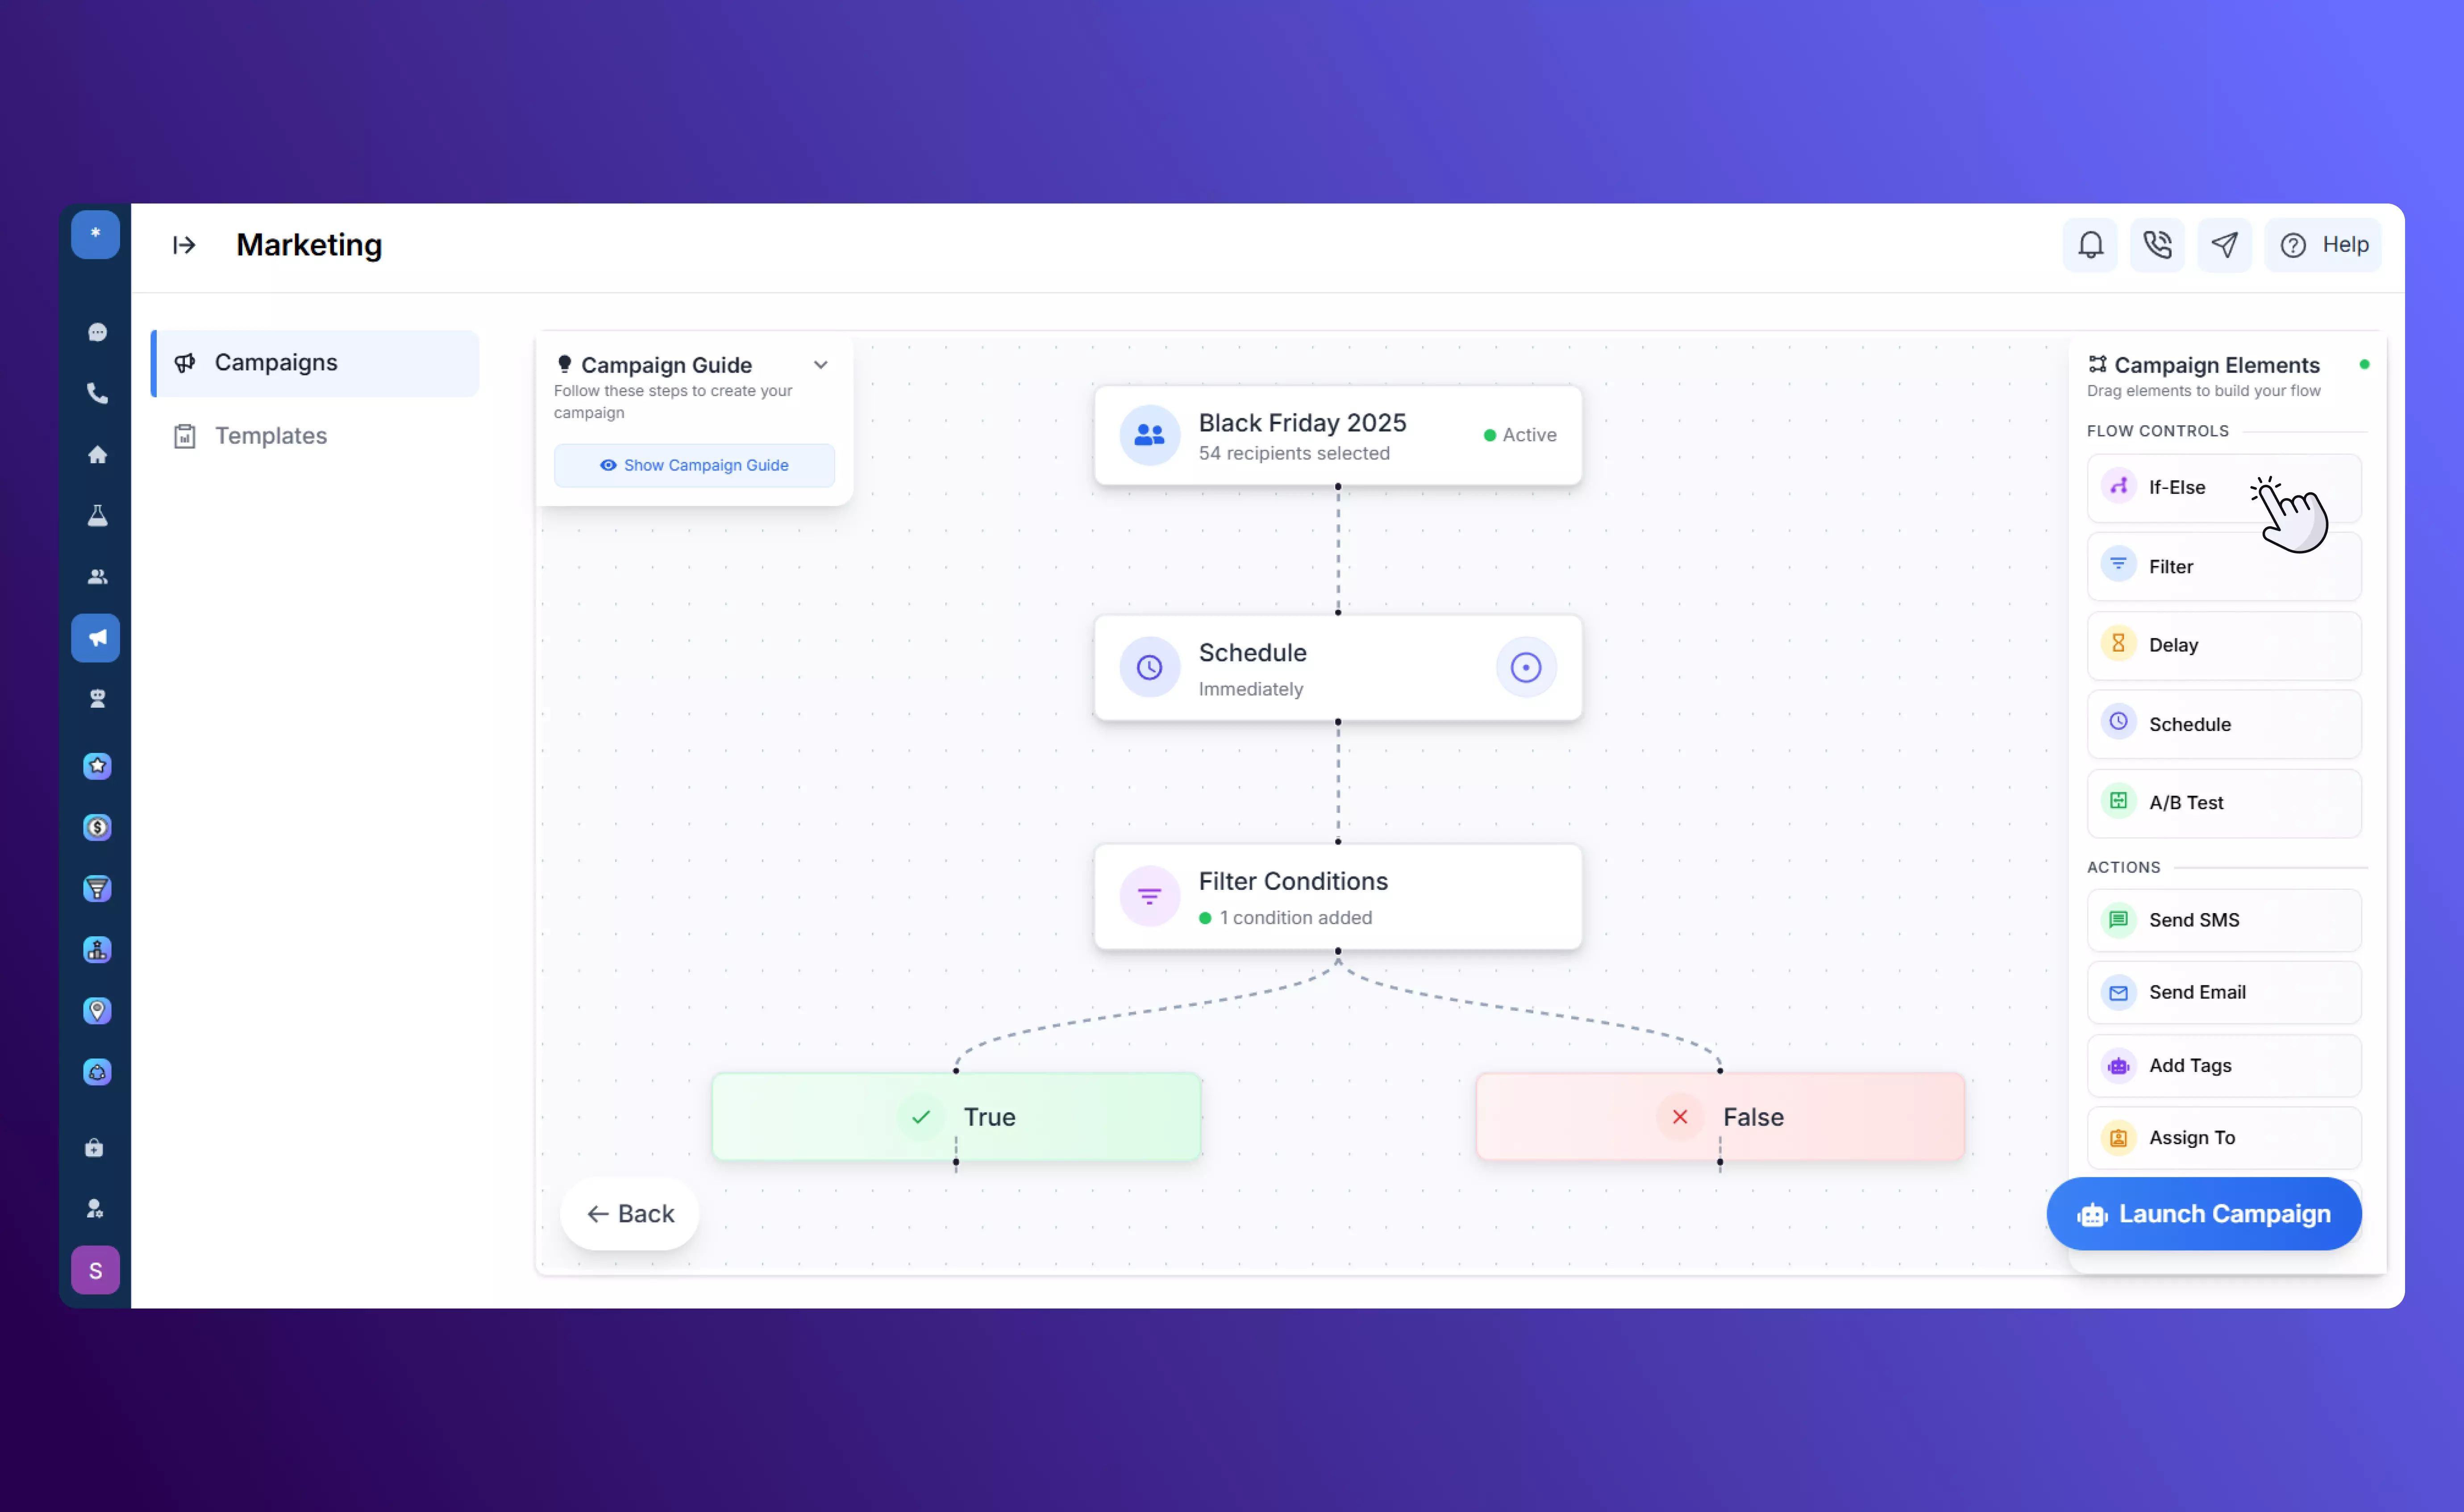 *
Marketing
Help
Campaigns
Templates
Campaign Guide
Follow these steps to create your
campaign
Show Campaign Guide
Black Friday 2025
54 recipients selected
Active
Schedule
Immediately
Filter Conditions
1 condition added
True
False
Back
Campaign Elements
Drag elements to build your flow
FLOW CONTROLS
If-Else
Filter
Delay
Schedule
A/B Test
ACTIONS
Send SMS
Send Email
Add Tags
Assign To
Launch Campaign
S